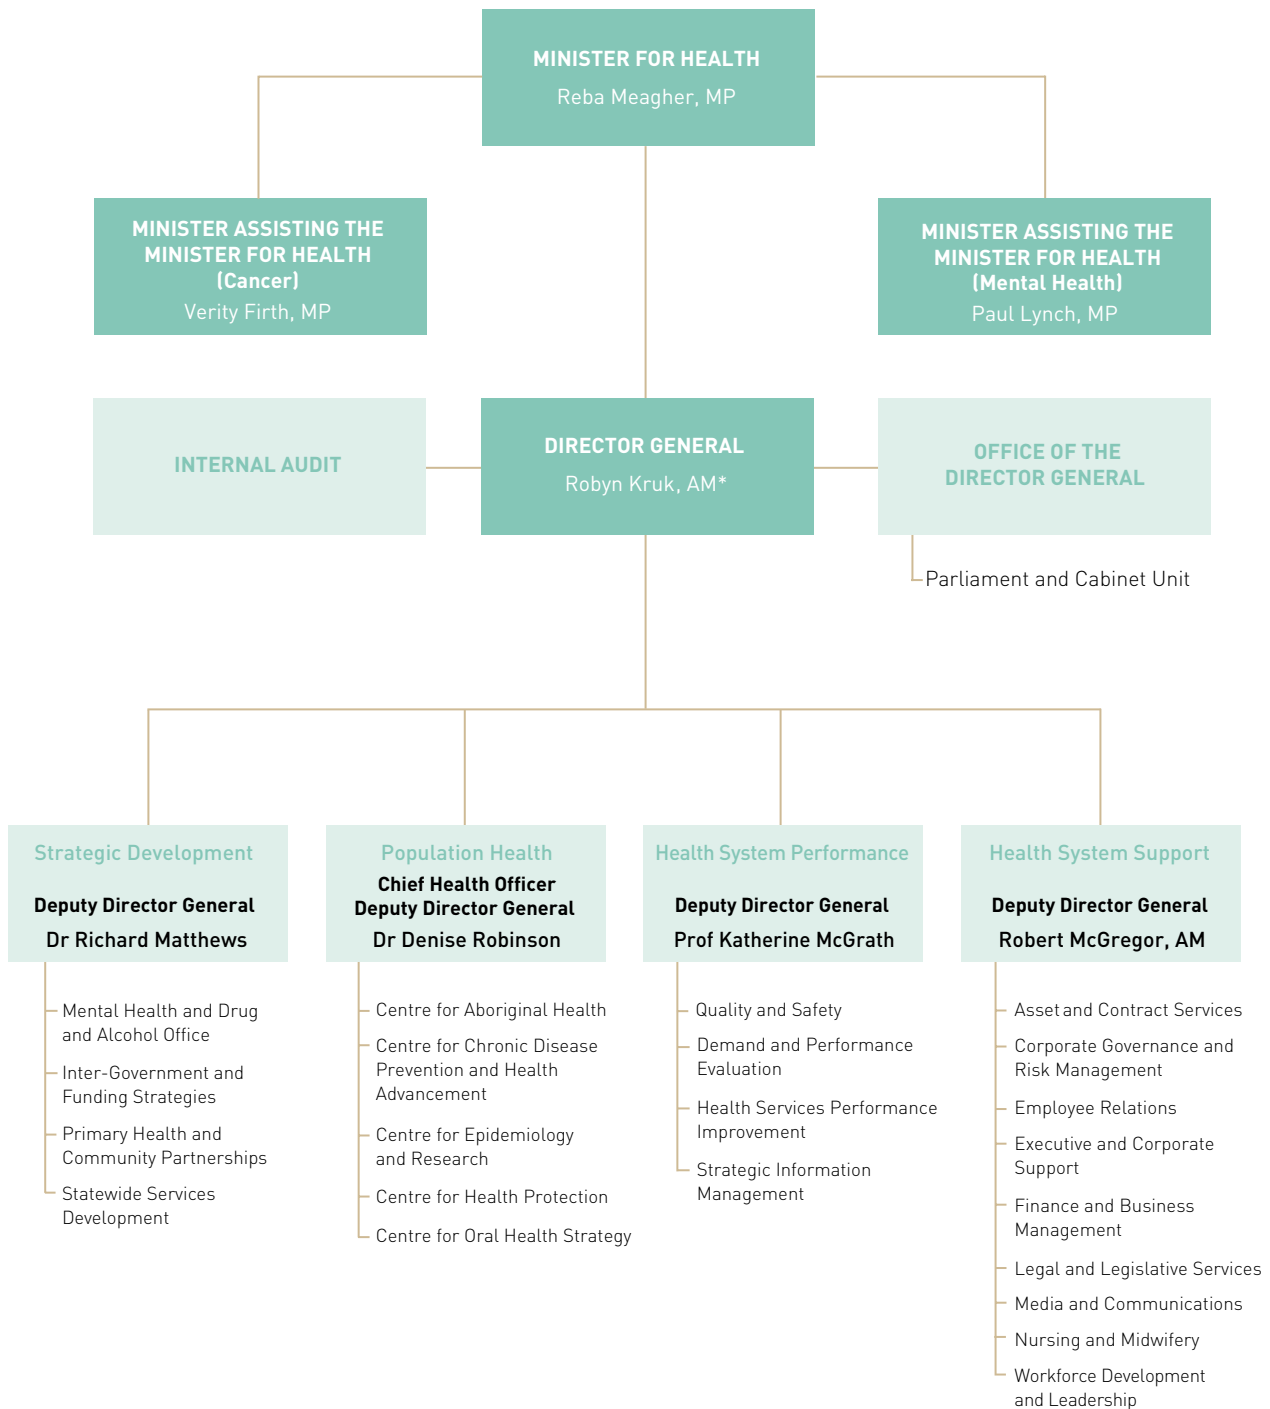 MINISTER FOR HEALTH
Reba Meagher, MP
MINISTER ASSISTING THE
MINISTER FOR HEALTH
(Cancer)
Verity Firth, MP
MINISTER ASSISTING THE
MINISTER FOR HEALTH
(Mental Health)
Paul Lynch, MP
INTERNAL AUDIT
DIRECTOR GENERAL
Robyn Kruk, AM*
OFFICE OF THE
DIRECTOR GENERAL
Parliament and Cabinet Unit
Strategic Development
Deputy Director General
Dr Richard Matthews
Mental Health and Drug
and Alcohol Office
Inter-Government and
Funding Strategies
Primary Health and
Community Partnerships
Statewide Services
Development
Population Health
Chief Health Officer
Deputy Director General
Dr Denise Robinson
Centre for Aboriginal Health
Centre for Chronic Disease
Prevention and Health
Advancement
Centre for Epidemiology
and Research
Centre for Health Protection
Centre for Oral Health Strategy
Health System Performance
Deputy Director General
Prof Katherine McGrath
Quality and Safety
Demand and Performance
Evaluation
Health Services Performance
Improvement
Strategic Information
Management
Health System Support
Deputy Director General
Robert McGregor, AM
Asset and Contract Services
Corporate Governance and
Risk Management
Employee Relations
Executive and Corporate
Support
Finance and Business
Management
Legal and Legislative Services
Media and Communications
Nursing and Midwifery
Workforce Development
and Leadership